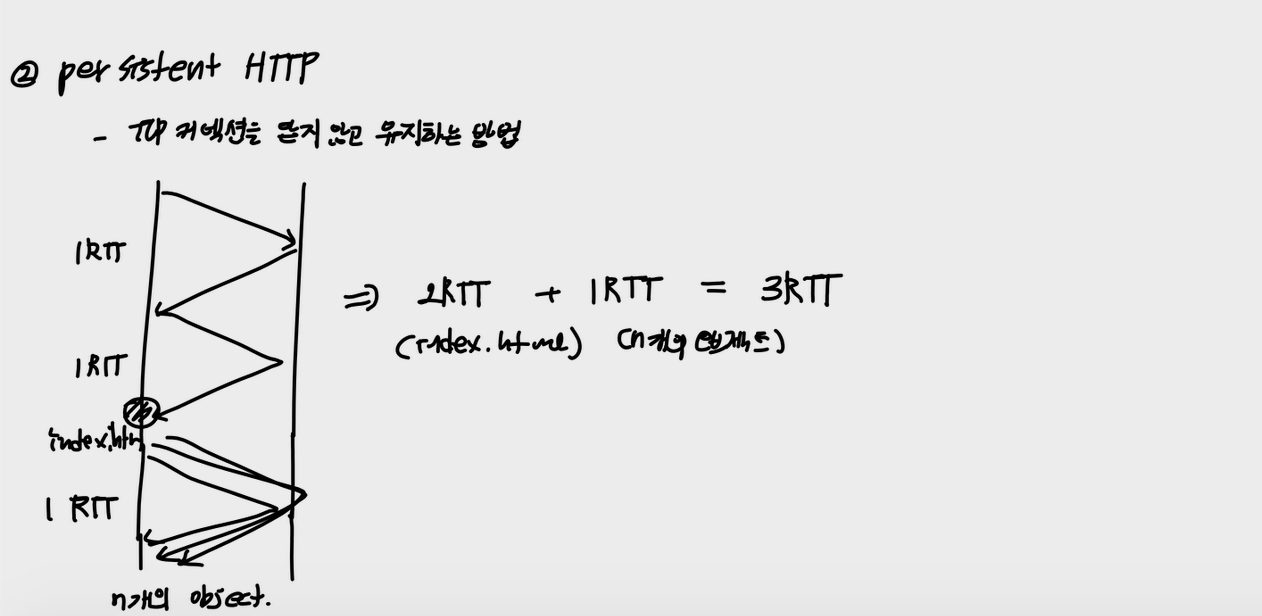 ② persistent HTTP
- TCP 커넥션을 닫지 않고 유지하는 방법
1RTT
⇒ 2RTT + 1RTT = 3RTT
(index.html) (n개의 오브젝트)
1RTT
index.htm
1 RTT
n개의 object.